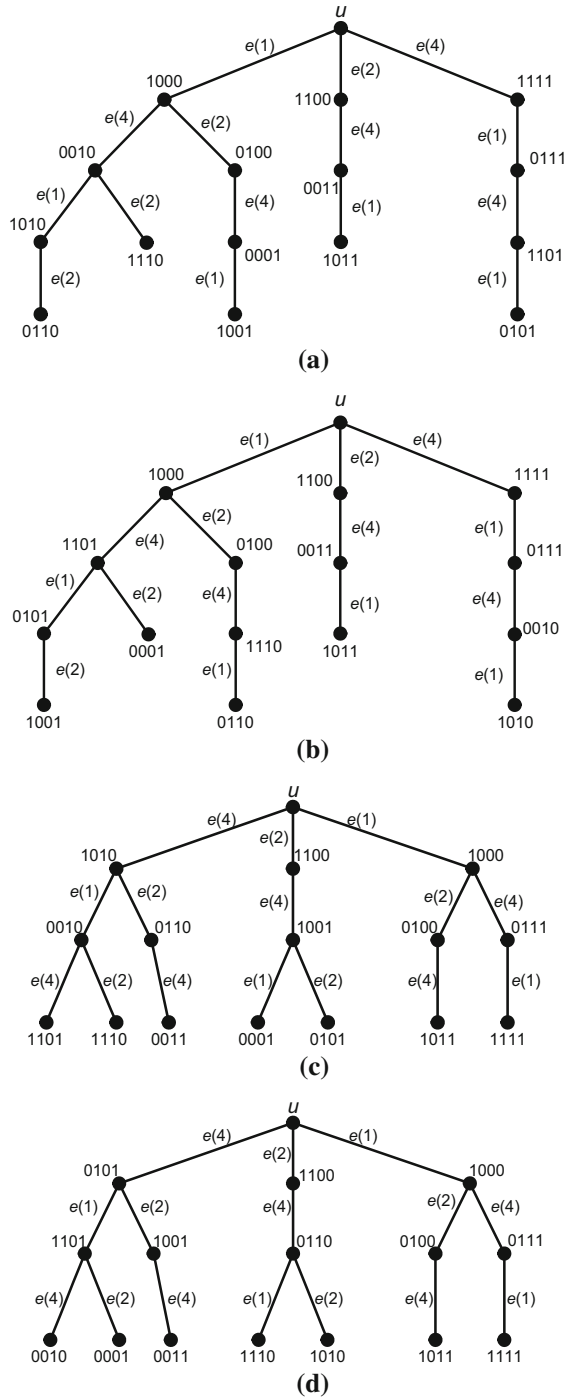 u
e(1) e(2) e(4)
1000 1100 1111
e(4) e(2) e(4) e(1)
0010 0100 0011 0111
e(1) e(2) e(4) e(1) e(4)
1010 1110 0001 1011 1101
e(2) e(1) e(1)
0110 1001 0101
(a)
u
e(1) e(2) e(4)
1000 1100 1111
e(4) e(2) e(4) e(1)
1101 0100 0011 0111
e(1) e(2) e(4) e(1) e(4)
0101 0001 1110 1011 0010
e(2) e(1) e(1)
1001 0110 1010
(b)
u
e(4) e(2) e(1)
1010 1100 1000
e(1) e(2) e(4) e(2) e(4)
0010 0110 1001 0100 0111
e(4) e(2) e(4) e(1) e(2) e(4) e(1)
1101 1110 0011 0001 0101 1011 1111
(c)
u
e(4) e(2) e(1)
0101 1100 1000
e(1) e(2) e(4) e(2) e(4)
1101 1001 0110 0100 0111
e(4) e(2) e(4) e(1) e(2) e(4) e(1)
0010 0001 0011 1110 1010 1011 1111
(d)